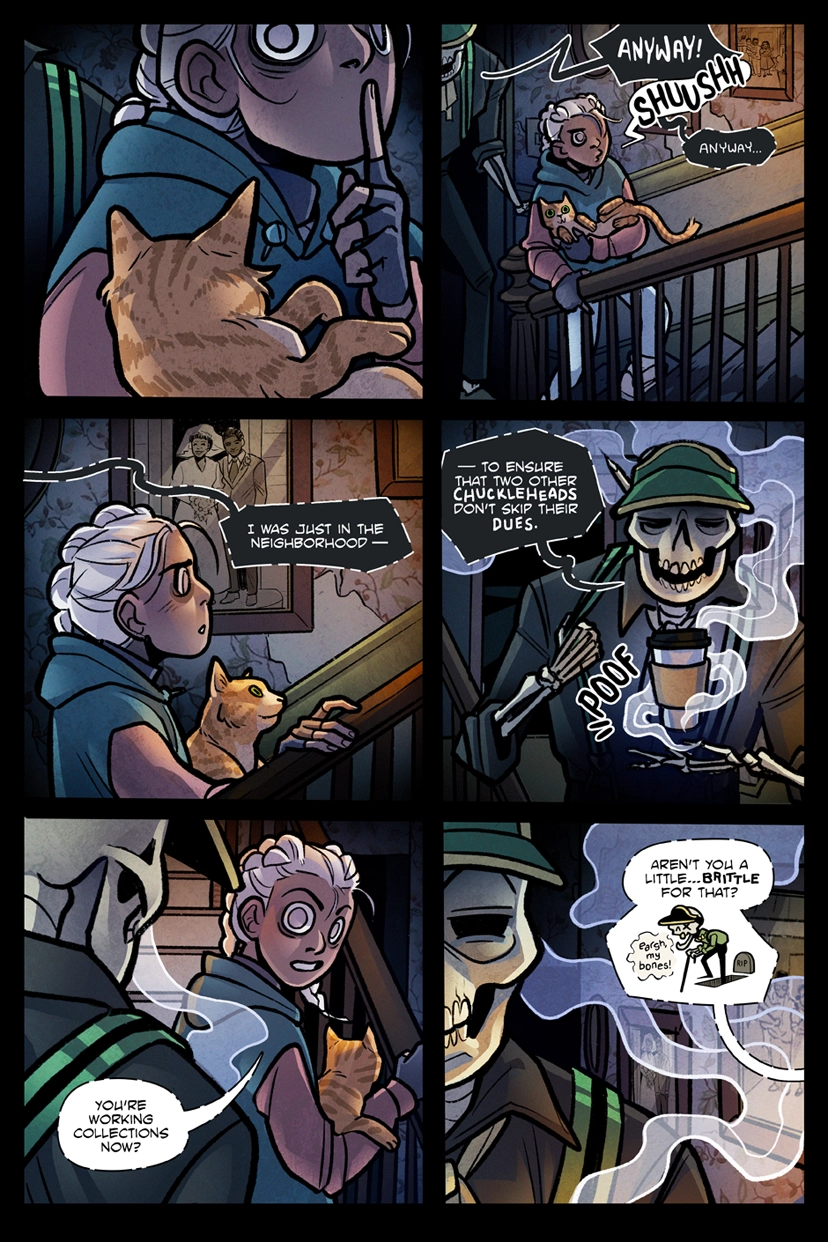 ANYWAY!
SHUUSHH
ANYWAY...
I WAS JUST IN THE
NEIGHBORHOOD —
— TO ENSURE
THAT TWO OTHER
CHUCKLEHEADS
DON'T SKIP THEIR
DUES.
POOF
YOU'RE
WORKING
COLLECTIONS
NOW?
AREN'T YOU A
LITTLE...BRITTLE
FOR THAT?
eargh,
my
bones!
RIP